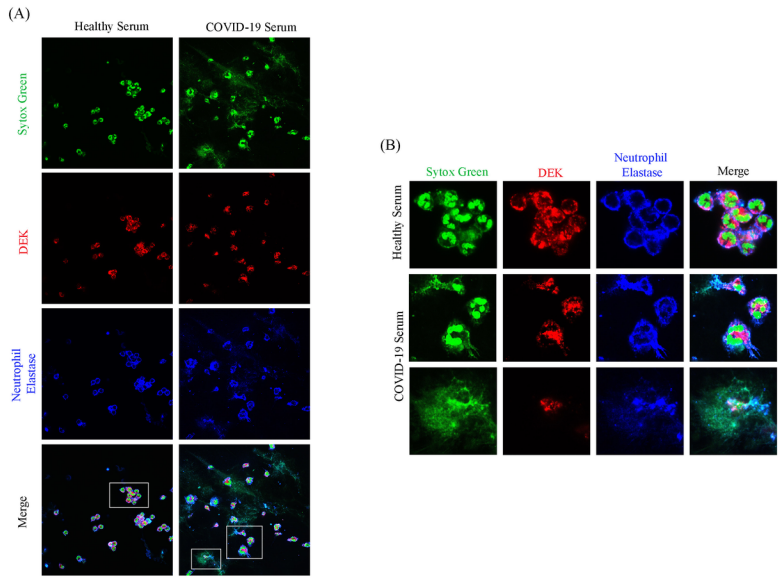 (A)
Healthy Serum
COVID-19 Serum
Sytox Green
DEK
Neutrophil
Elastase
Merge
(B)
Sytox Green
DEK
Neutrophil
Elastase
Merge
Healthy Serum
COVID-19 Serum